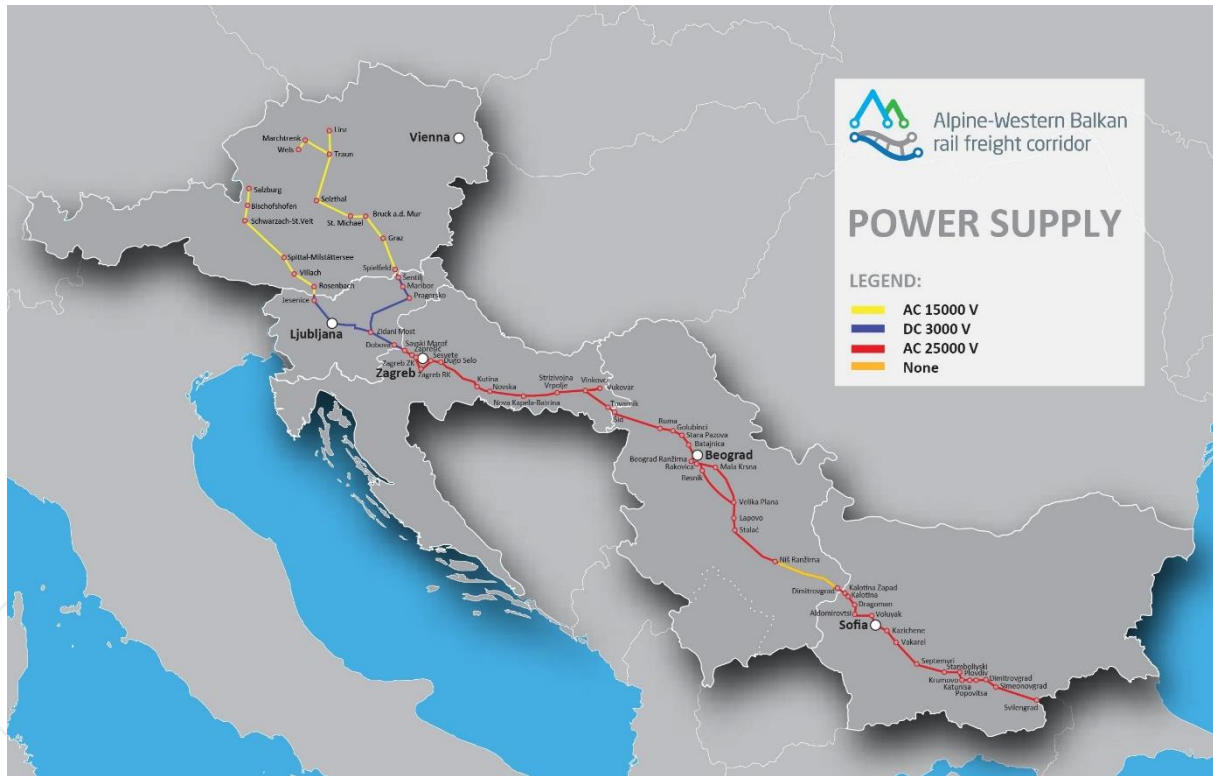 Alpine-Western Balkan
rail freight corridor
POWER SUPPLY
LEGEND:
AC 15000 V
DC 3000 V
AC 25000 V
None
Linz
Marchtrenk
Wels
Traun
Vienna
Salzburg
Bischofshofen
Schwarzach-St.Veit
Selzthal
St. Michael
Bruck a.d. Mur
Graz
Spittal-Milstättersee
Villach
Rosenbach
Spielfeld
Sentilj
Maribor
Pragersko
Jesenice
Ljubljana
Zidani Most
Dobova
Savski Marof
Zaprešić
Sesvete
Dugo Selo
Zagreb ZK
Zagreb
Zagreb RK
Kutina
Novska
Nova Kapela-Batrina
Strizivojna
Vrpolje
Vinkovci
Vukovar
Tovarnik
Šid
Ruma
Golubinci
Stara Pazova
Batajnica
Beograd
Beograd Ranžirna
Rakovica
Resnik
Mala Krsna
Velika Plana
Lapovo
Stalać
Niš Ranžirna
Dimitrovgrad
Kalotina Zapad
Kalotina
Dragoman
Aldomirovtsi
Voluyak
Sofia
Kazichene
Vakarel
Septemvri
Stamboliyski
Plovdiv
Krumovo
Katunisa
Popovitsa
Dimitrovgrad
Simeonovgrad
Svilengrad